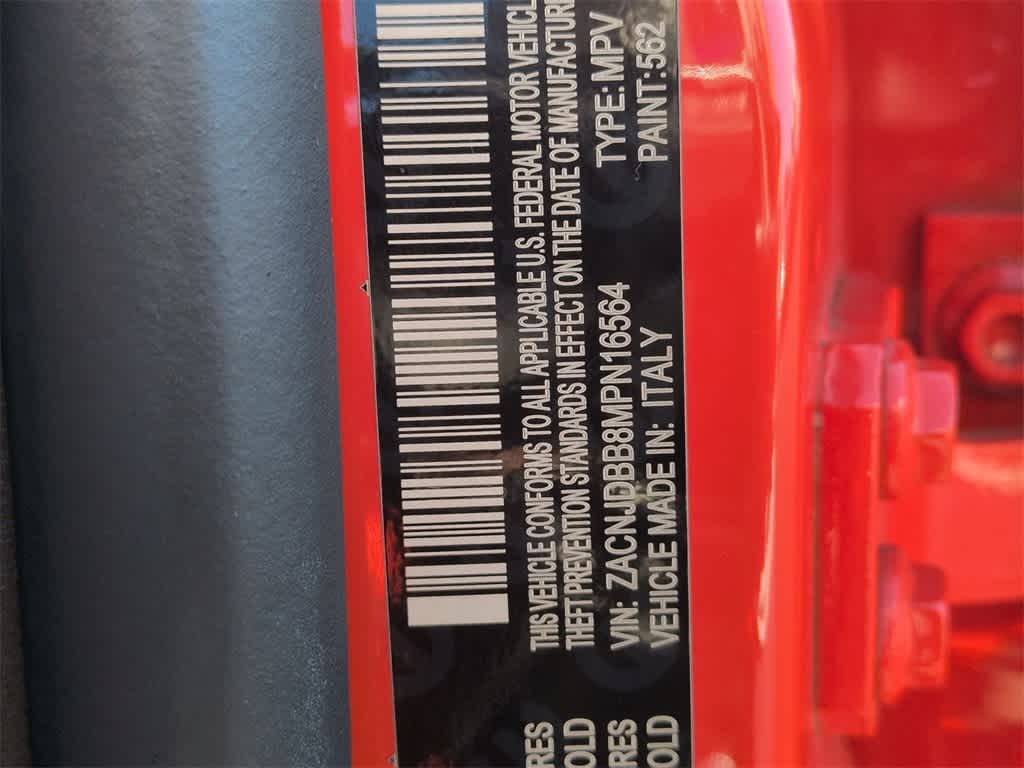 THIS VEHICLE CONFORMS TO ALL APPLICABLE U.S. FEDERAL MOTOR VEHICL
THEFT PREVENTION STANDARDS IN EFFECT ON THE DATE OF MANUFACTURE
VIN: ZACNJDBB8MPN16564 TYPE: MPV
VEHICLE MADE IN: ITALY PAINT: 562
RES
OLD
RES
OLD